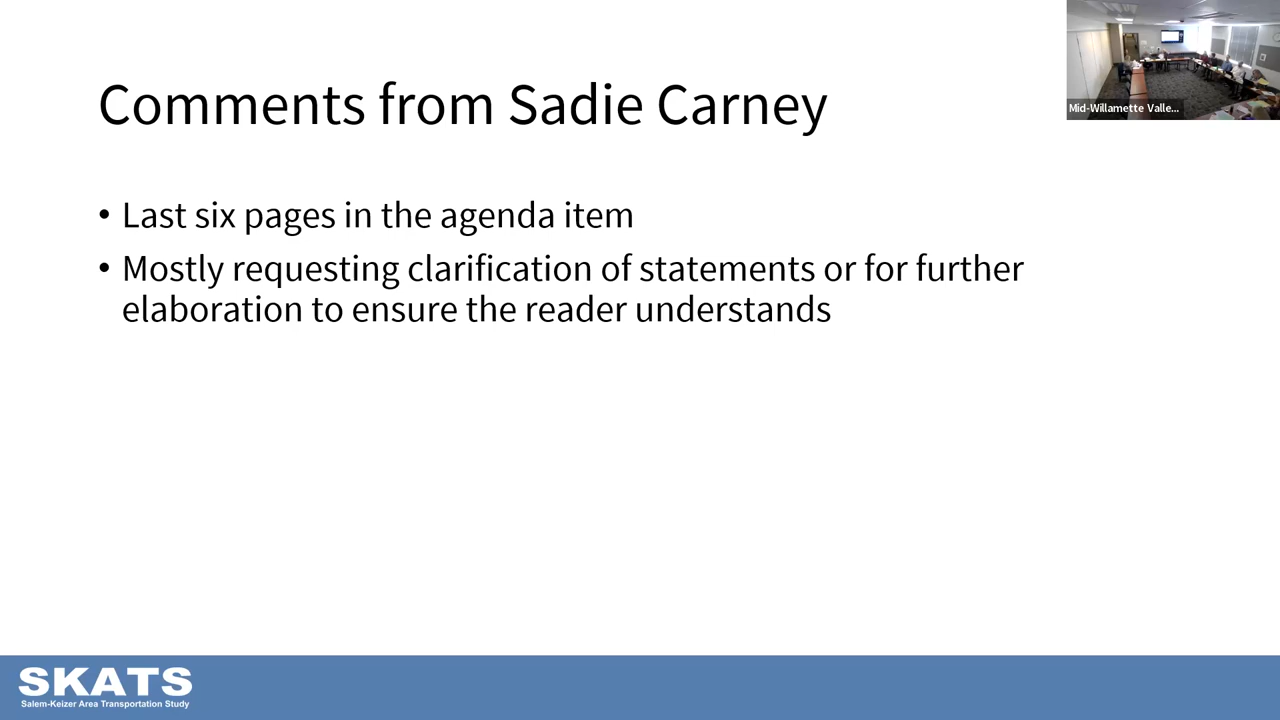 Comments from Sadie Carney
Mid-Willamette Valle...
• Last six pages in the agenda item
• Mostly requesting clarification of statements or for further
elaboration to ensure the reader understands
SKATS
Salem-Keizer Area Transportation Study